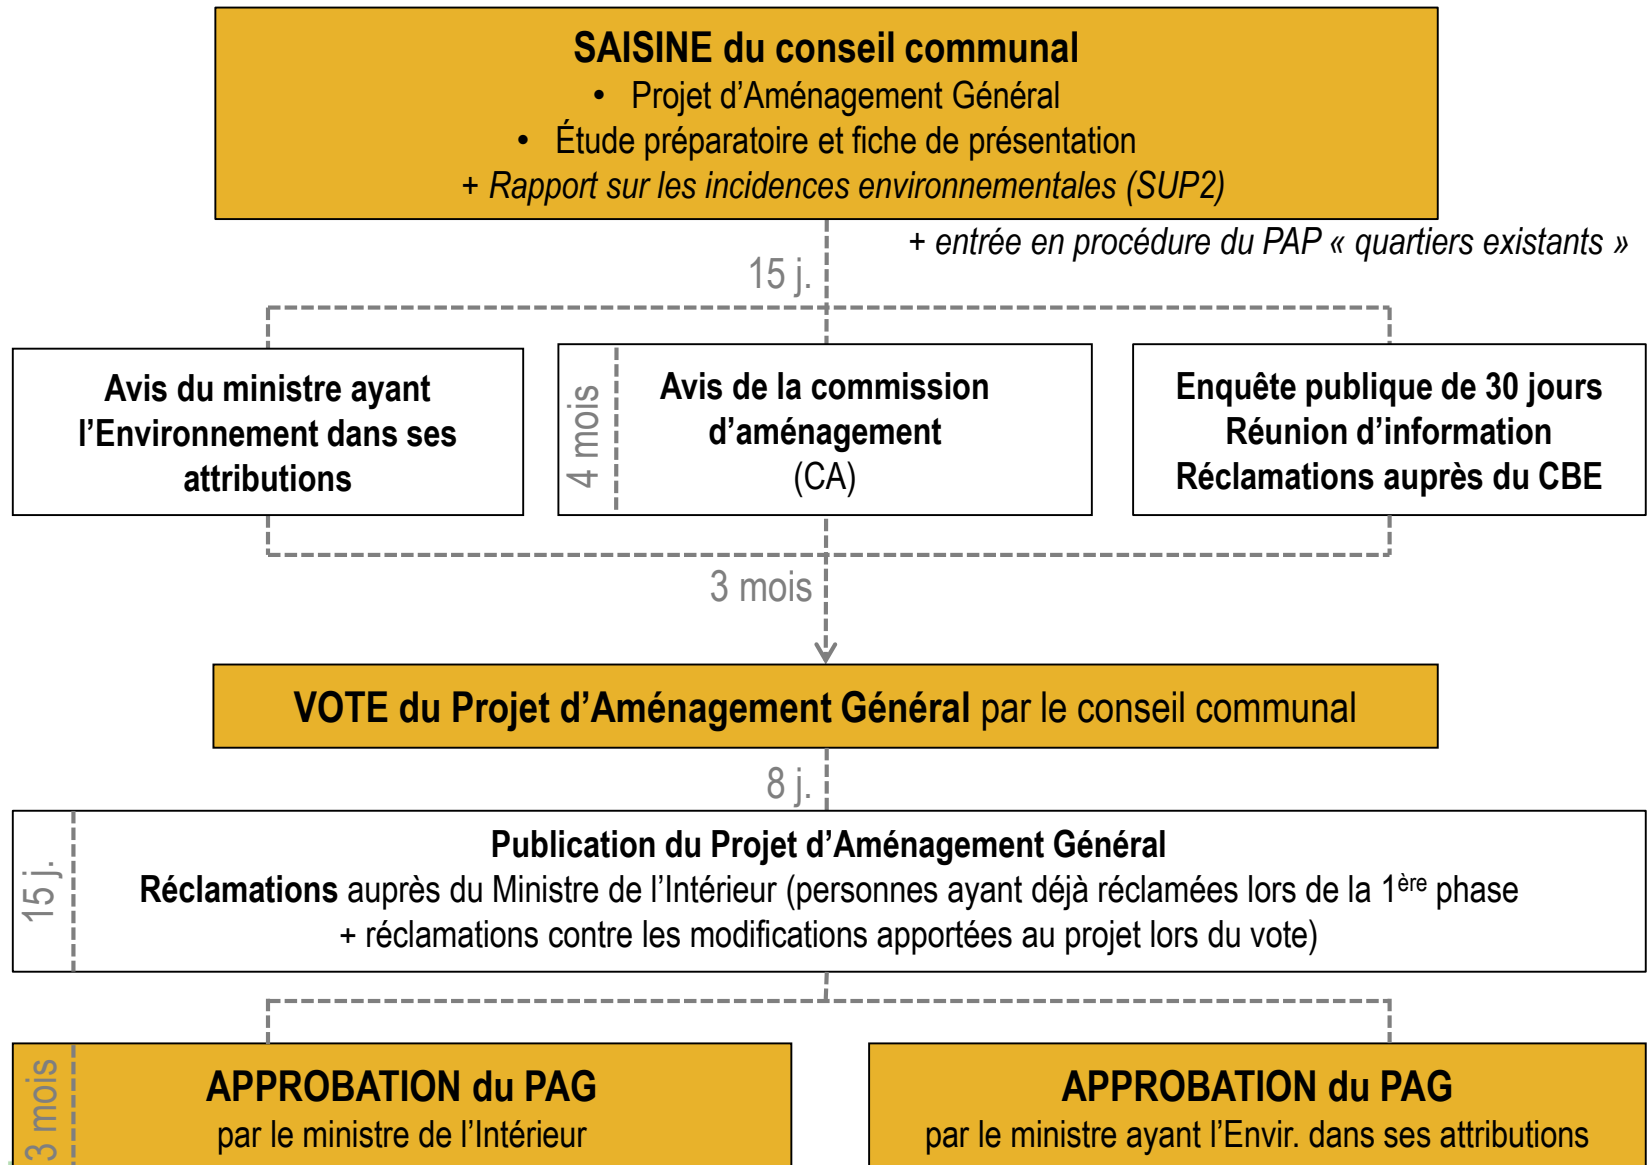 SAISINE du conseil communal
• Projet d’Aménagement Général
• Étude préparatoire et fiche de présentation
+ Rapport sur les incidences environnementales (SUP2)
+ entrée en procédure du PAP « quartiers existants »
15 j.
Avis du ministre ayant
l’Environnement dans ses
attributions
4 mois
Avis de la commission
d’aménagement
(CA)
Enquête publique de 30 jours
Réunion d’information
Réclamations auprès du CBE
3 mois
VOTE du Projet d’Aménagement Général par le conseil communal
8 j.
15 j.
Publication du Projet d’Aménagement Général
Réclamations auprès du Ministre de l’Intérieur (personnes ayant déjà réclamées lors de la 1ère phase
+ réclamations contre les modifications apportées au projet lors du vote)
3 mois
APPROBATION du PAG
par le ministre de l’Intérieur
APPROBATION du PAG
par le ministre ayant l’Envir. dans ses attributions